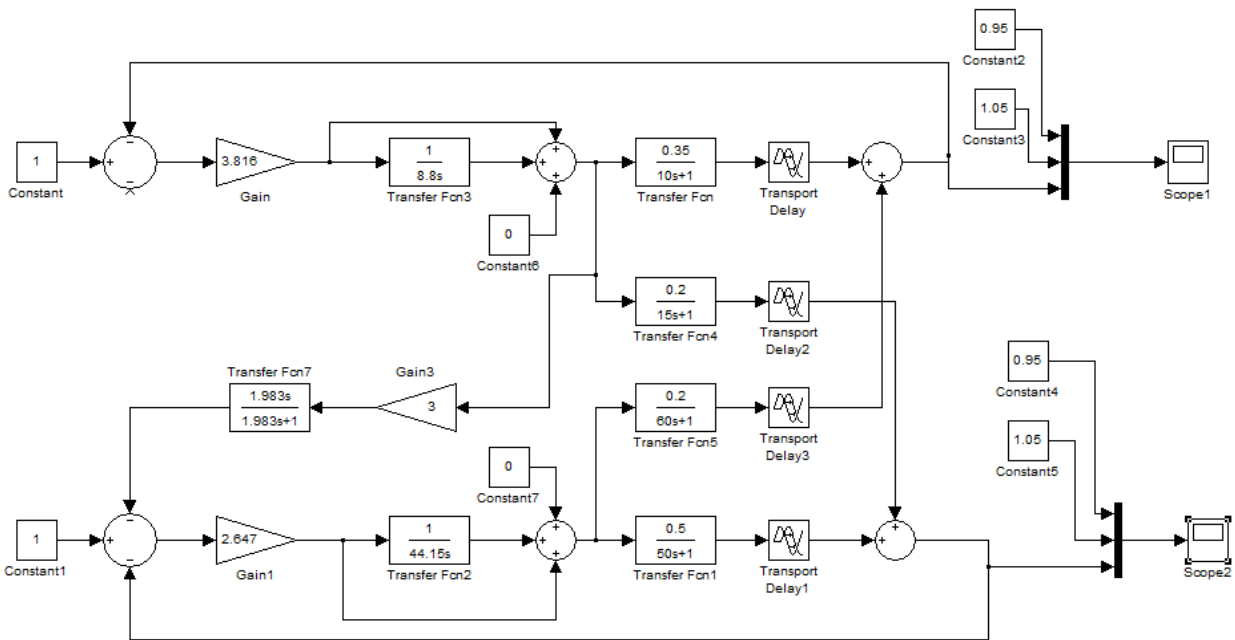 0.95
Constant2
1.05
Constant3
1
Constant
3.816
Gain
1
8.8s
Transfer Fcn3
0.35
10s+1
Transfer Fcn
Transport
Delay
Scope1
0
Constant6
0.2
15s+1
Transfer Fcn4
Transport
Delay2
Transfer Fcn7
1.983s
1.983s+1
Gain3
3
0.2
60s+1
Transfer Fcn5
Transport
Delay3
0.95
Constant4
1.05
Constant5
0
Constant7
1
Constant1
2.647
Gain1
1
44.15s
Transfer Fcn2
0.5
50s+1
Transfer Fcn1
Transport
Delay1
Scope2